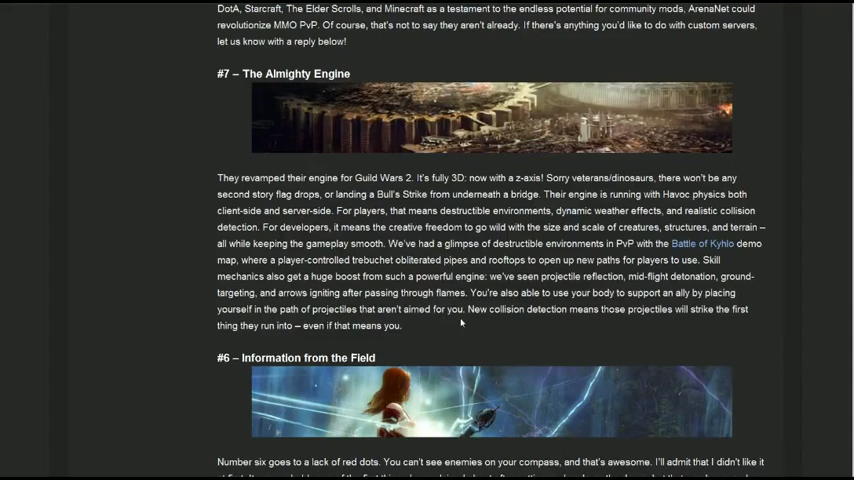 DotA, Starcraft, The Elder Scrolls, and Minecraft as a testament to the endless potential for community mods, ArenaNet could
revolutionize MMO PvP. Of course, that's not to say they aren't already. If there's anything you'd like to do with custom servers,
let us know with a reply below!
#7 – The Almighty Engine
They revamped their engine for Guild Wars 2. It's fully 3D: now with a z-axis! Sorry veterans/dinosaurs, there won't be any
second story flag drops, or landing a Bull's Strike from underneath a bridge. Their engine is running with Havoc physics both
client-side and server-side. For players, that means destructible environments, dynamic weather effects, and realistic collision
detection. For developers, it means the creative freedom to go wild with the size and scale of creatures, structures, and terrain –
all while keeping the gameplay smooth. We've had a glimpse of destructible environments in PvP with the Battle of Kyhlo demo
map, where a player-controlled trebuchet obliterated pipes and rooftops to open up new paths for players to use. Skill
mechanics also get a huge boost from such a powerful engine: we've seen projectile reflection, mid-flight detonation, ground-
targeting, and arrows igniting after passing through flames. You're also able to use your body to support an ally by placing
yourself in the path of projectiles that aren't aimed for you. New collision detection means those projectiles will strike the first
thing they run into – even if that means you.
#6 – Information from the Field
Number six goes to a lack of red dots. You can't see enemies on your compass, and that's awesome. I'll admit that I didn't like it